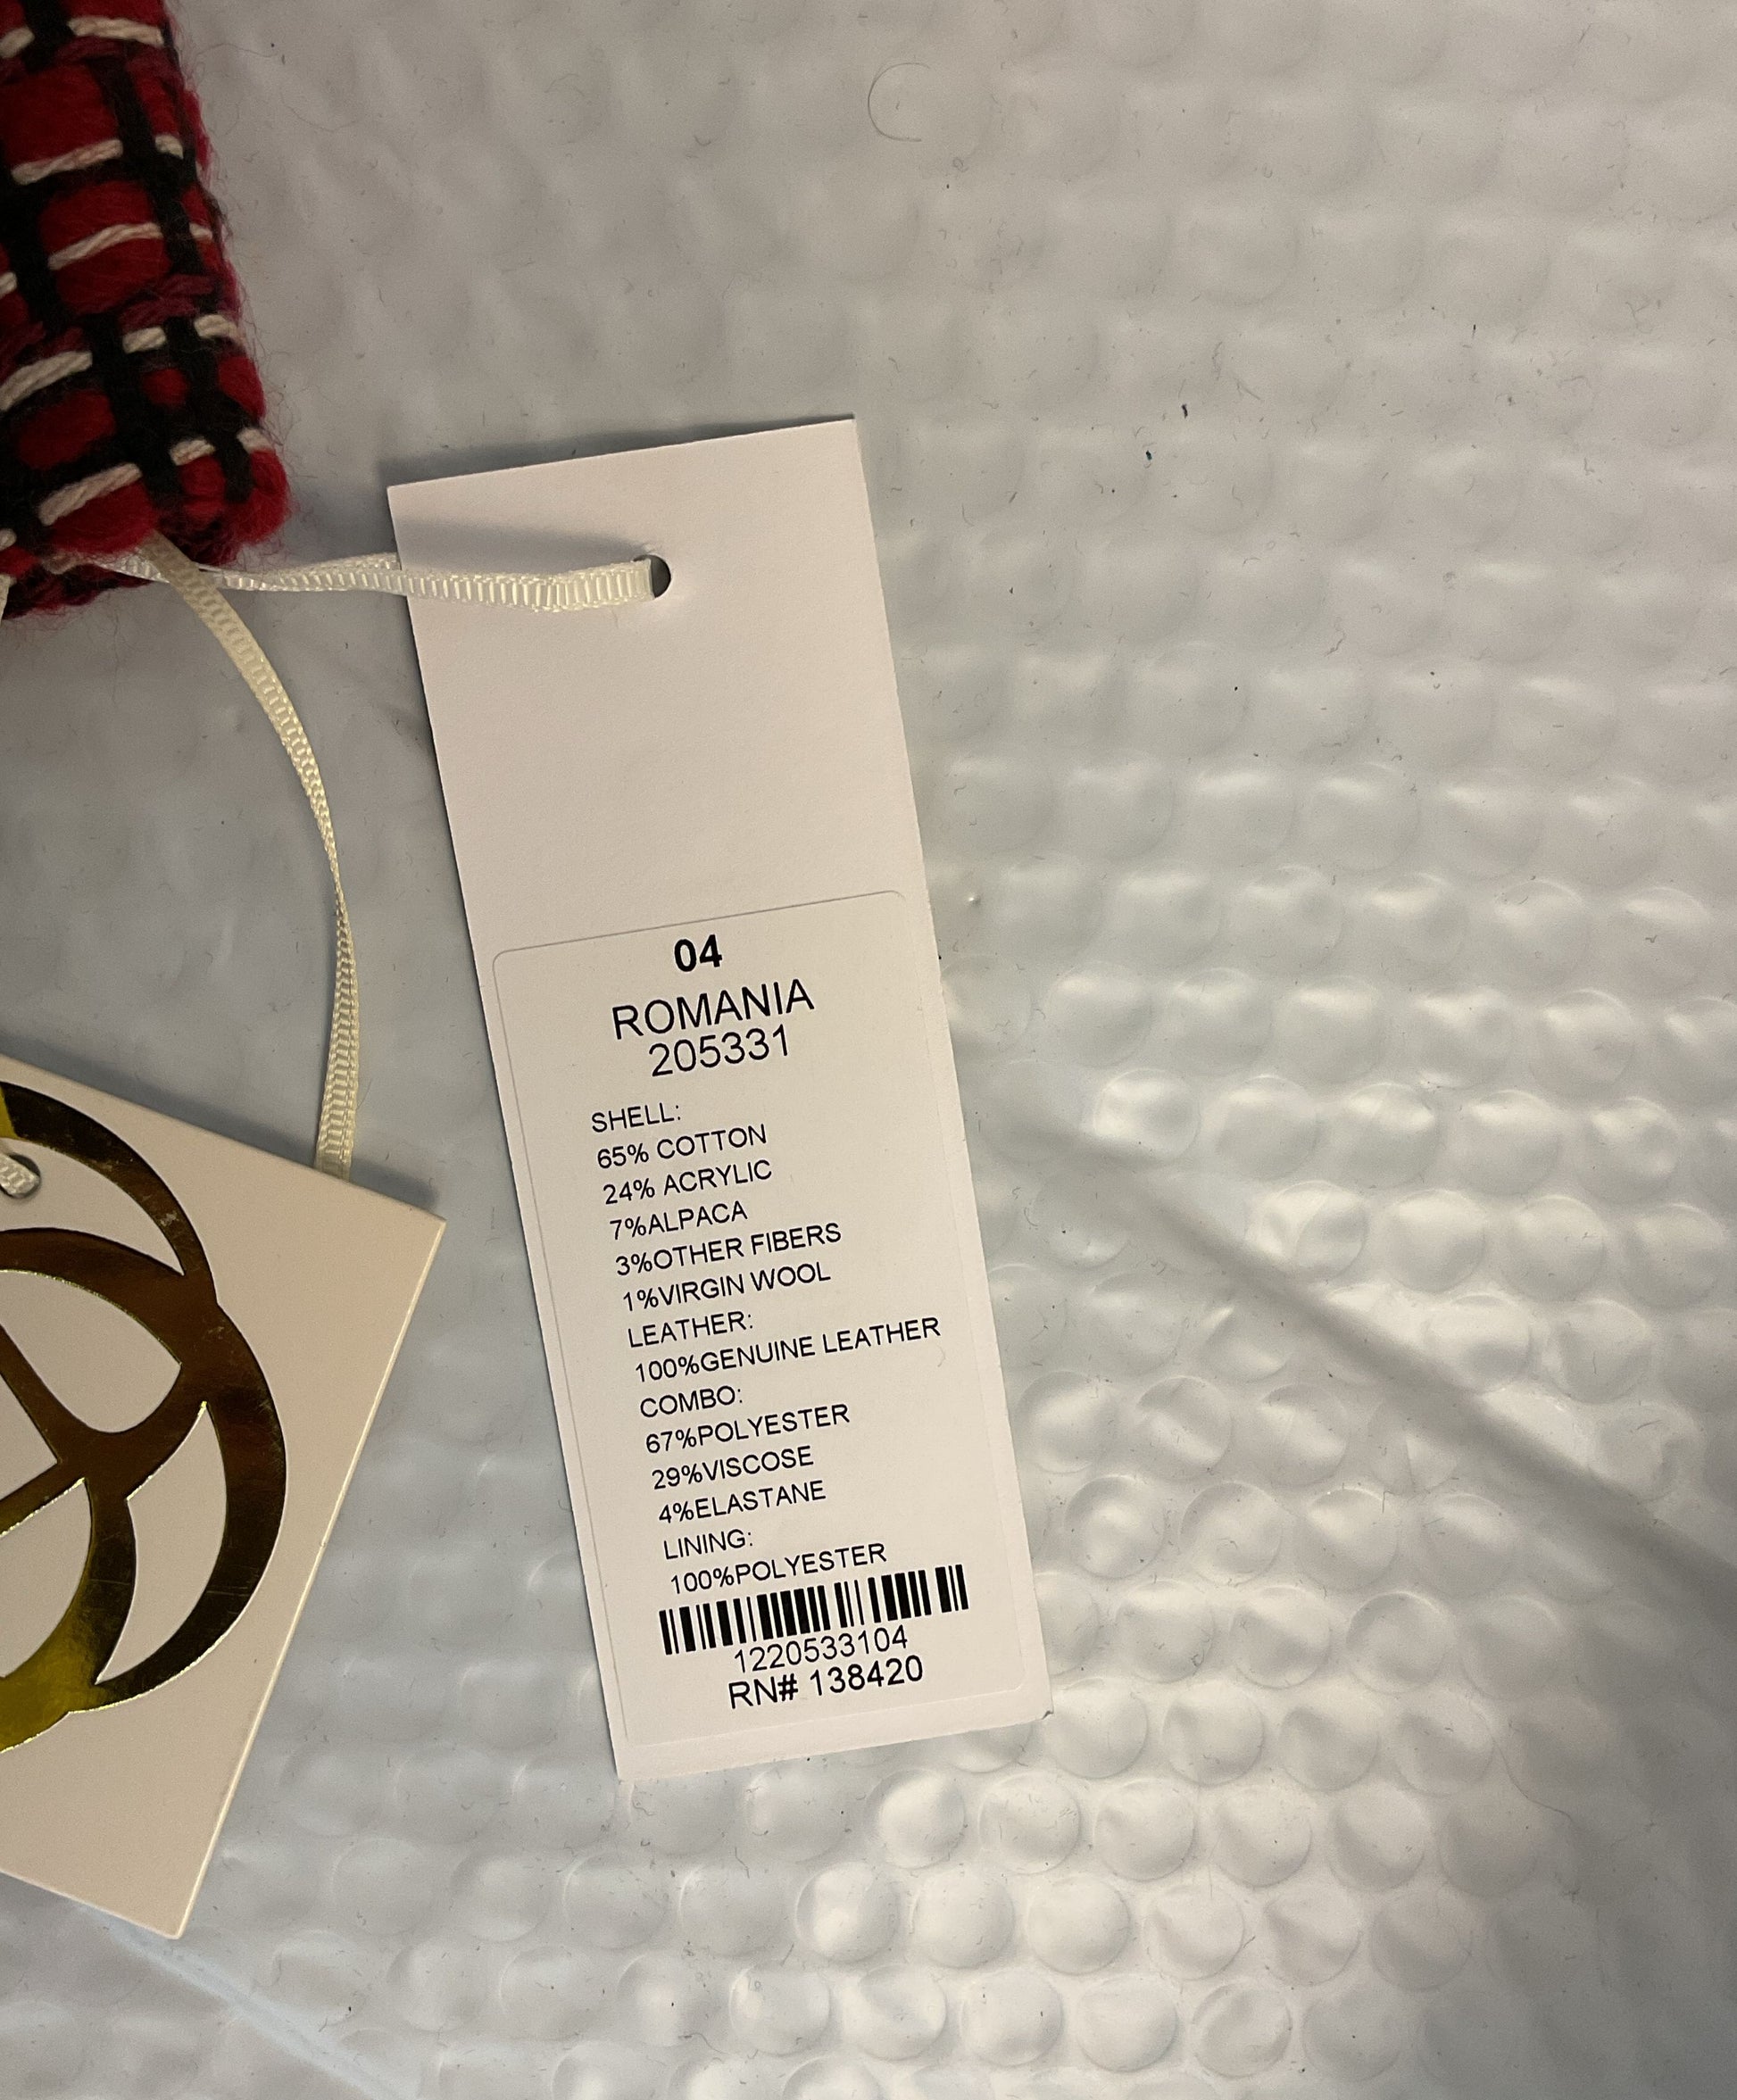 04
ROMANIA
205331
SHELL:
65% COTTON
24% ACRYLIC
7%ALPACA
3%OTHER FIBERS
1%VIRGIN WOOL
LEATHER:
100%GENUINE LEATHER
COMBO:
67%POLYESTER
29%VISCOSE
4%ELASTANE
LINING:
100%POLYESTER
1220533104
RN# 138420